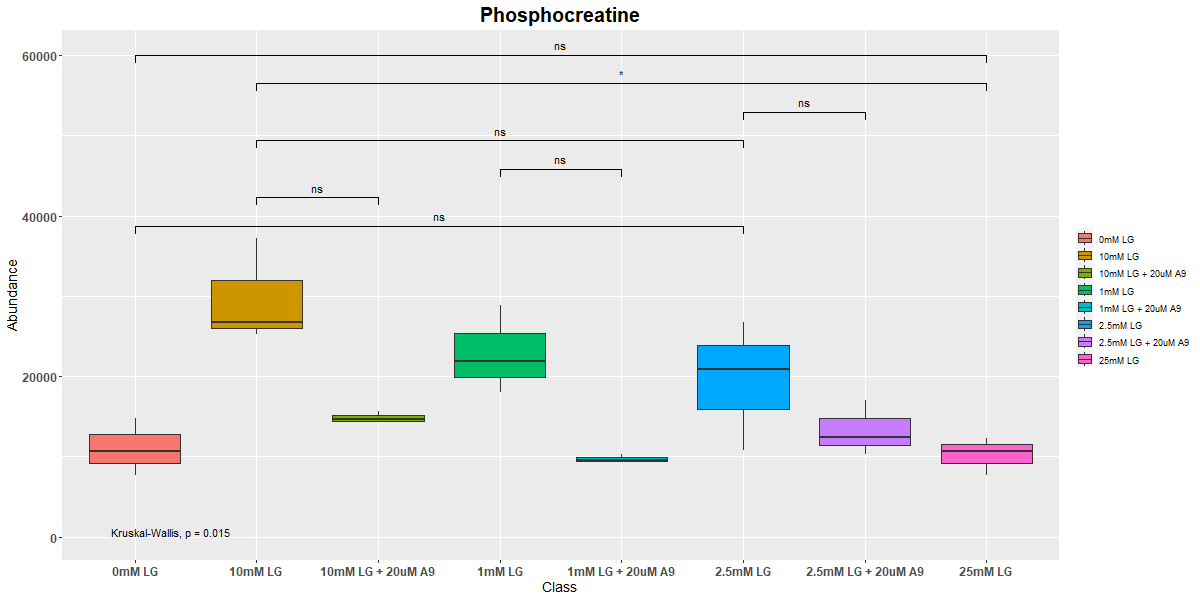 Phosphocreatine
60000
40000
20000
0
Abundance
ns
*
ns
ns
ns
ns
ns
Kruskal-Wallis, p = 0.015
0mM LG
10mM LG
10mM LG + 20uM A9
1mM LG
1mM LG + 20uM A9
2.5mM LG
2.5mM LG + 20uM A9
25mM LG
Class
0mM LG
10mM LG
10mM LG + 20uM A9
1mM LG
1mM LG + 20uM A9
2.5mM LG
2.5mM LG + 20uM A9
25mM LG